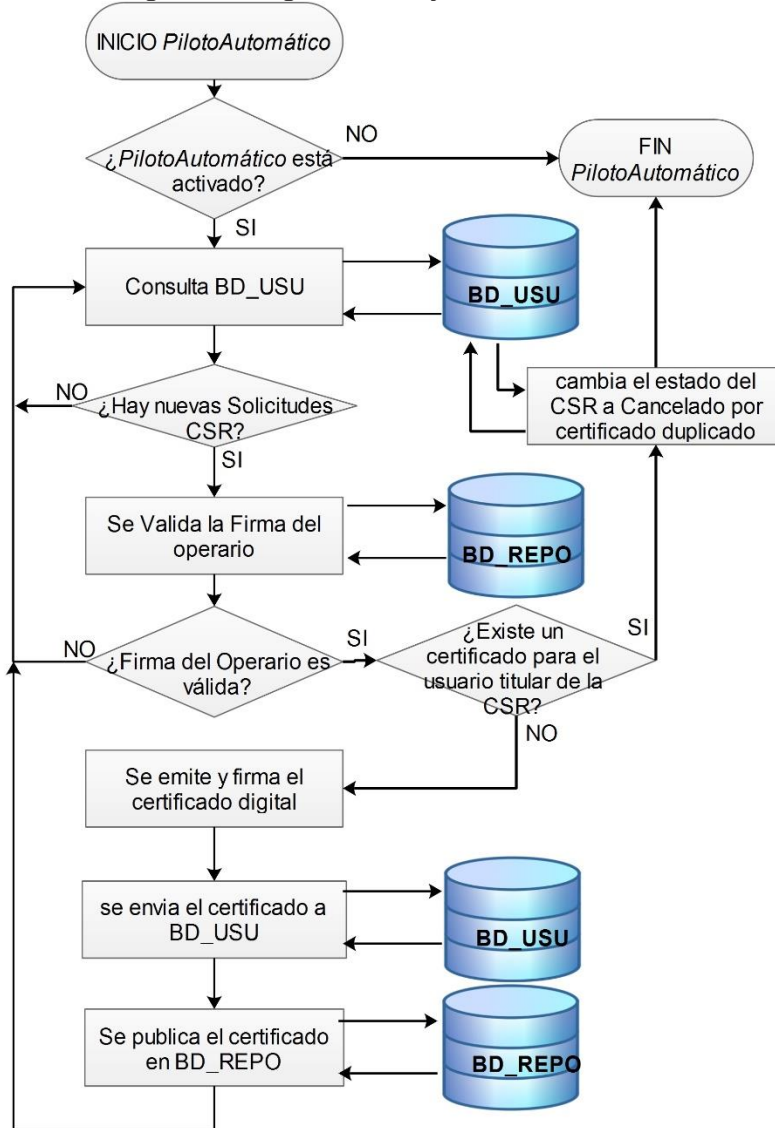 INICIO PilotoAutomático
¿PilotoAutomático está
activado?
NO
FIN
PilotoAutomático
SI
Consulta BD_USU
BD_USU
NO
¿Hay nuevas Solicitudes
CSR?
cambia el estado del
CSR a Cancelado por
certificado duplicado
SI
Se Valida la Firma del
operario
BD_REPO
NO
¿Firma del Operario es
válida?
SI
¿Existe un
certificado para el
usuario titular de la
CSR?
SI
NO
Se emite y firma el
certificado digital
se envia el certificado a
BD_USU
BD_USU
Se publica el certificado
en BD_REPO
BD_REPO